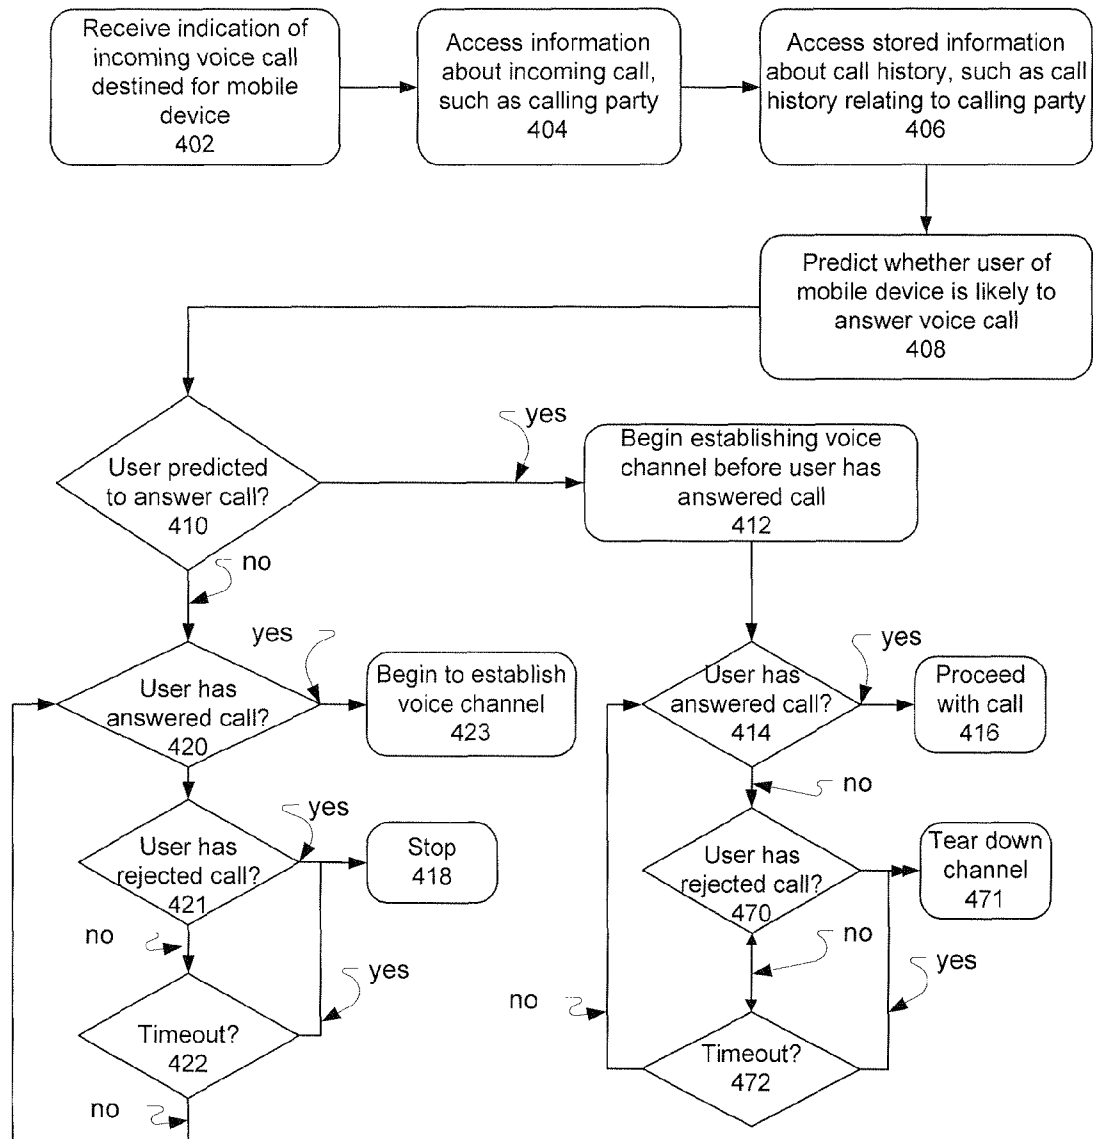 Receive indication of
incoming voice call
destined for mobile
device
402
Access information
about incoming call,
such as calling party
404
Access stored information
about call history, such as call
history relating to calling party
406
Predict whether user of
mobile device is likely to
answer voice call
408
User predicted
to answer call?
410
yes
Begin establishing voice
channel before user has
answered call
412
no
yes
User has
answered call?
420
Begin to establish
voice channel
423
User has
answered call?
414
yes
Proceed
with call
416
no
User has
rejected call?
421
yes
Stop
418
User has
rejected call?
470
Tear down
channel
471
no
no
yes
yes
no
Timeout?
422
Timeout?
472
no